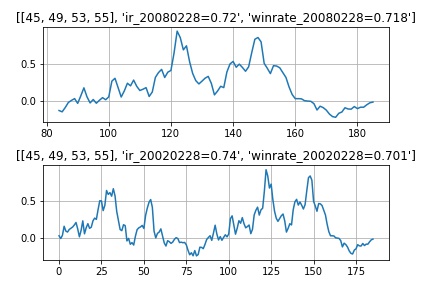 [[45, 49, 53, 55], 'ir_20080228=0.72', 'winrate_20080228=0.718']
0.5
0.0
80 100 120 140 160 180
[[45, 49, 53, 55], 'ir_20020228=0.74', 'winrate_20020228=0.701']
0.5
0.0
0 25 50 75 100 125 150 175